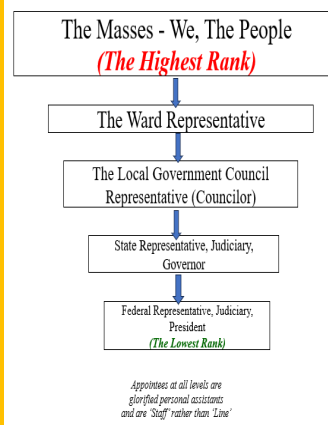 The Masses - We, The People
(The Highest Rank)
The Ward Representative
The Local Government Council
Representative (Councilor)
State Representative, Judiciary,
Governor
Federal Representative, Judiciary,
President
(The Lowest Rank)
Appointees at all levels are
glorified personal assistants
and are 'Staff' rather than 'Line'